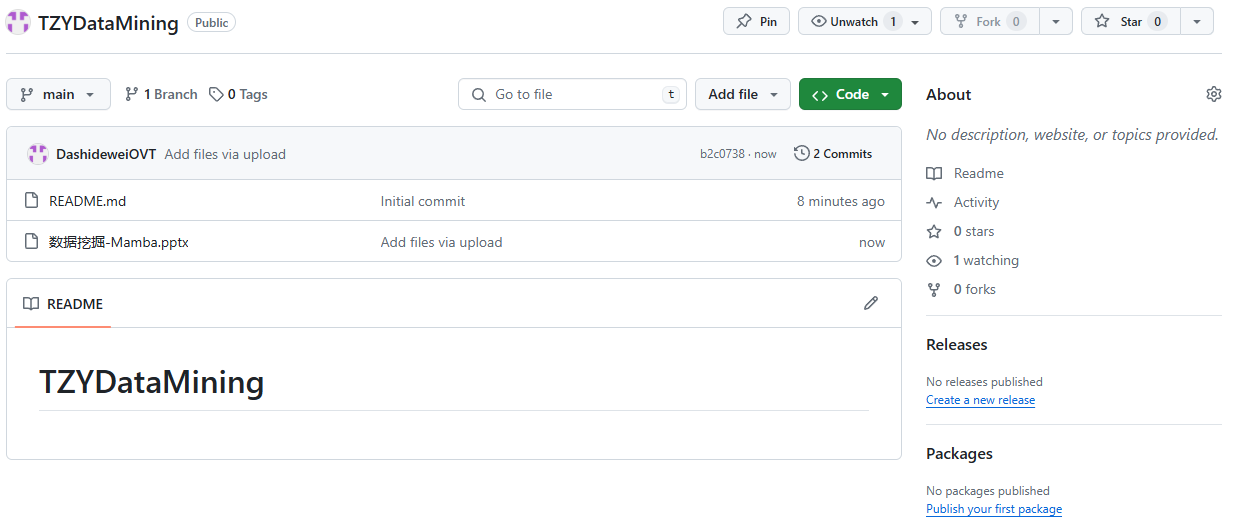 TZYDataMining Public Pin Unwatch 1 Fork 0 Star 0
main 1 Branch 0 Tags Go to file t Add file Code
DashideweiOVT Add files via upload b2c0738 · now 2 Commits
README.md Initial commit 8 minutes ago
数据挖掘-Mamba.pptx Add files via upload now
README
TZYDataMining
About
No description, website, or topics provided.
Readme
Activity
0 stars
1 watching
0 forks
Releases
No releases published
Create a new release
Packages
No packages published
Publish your first package